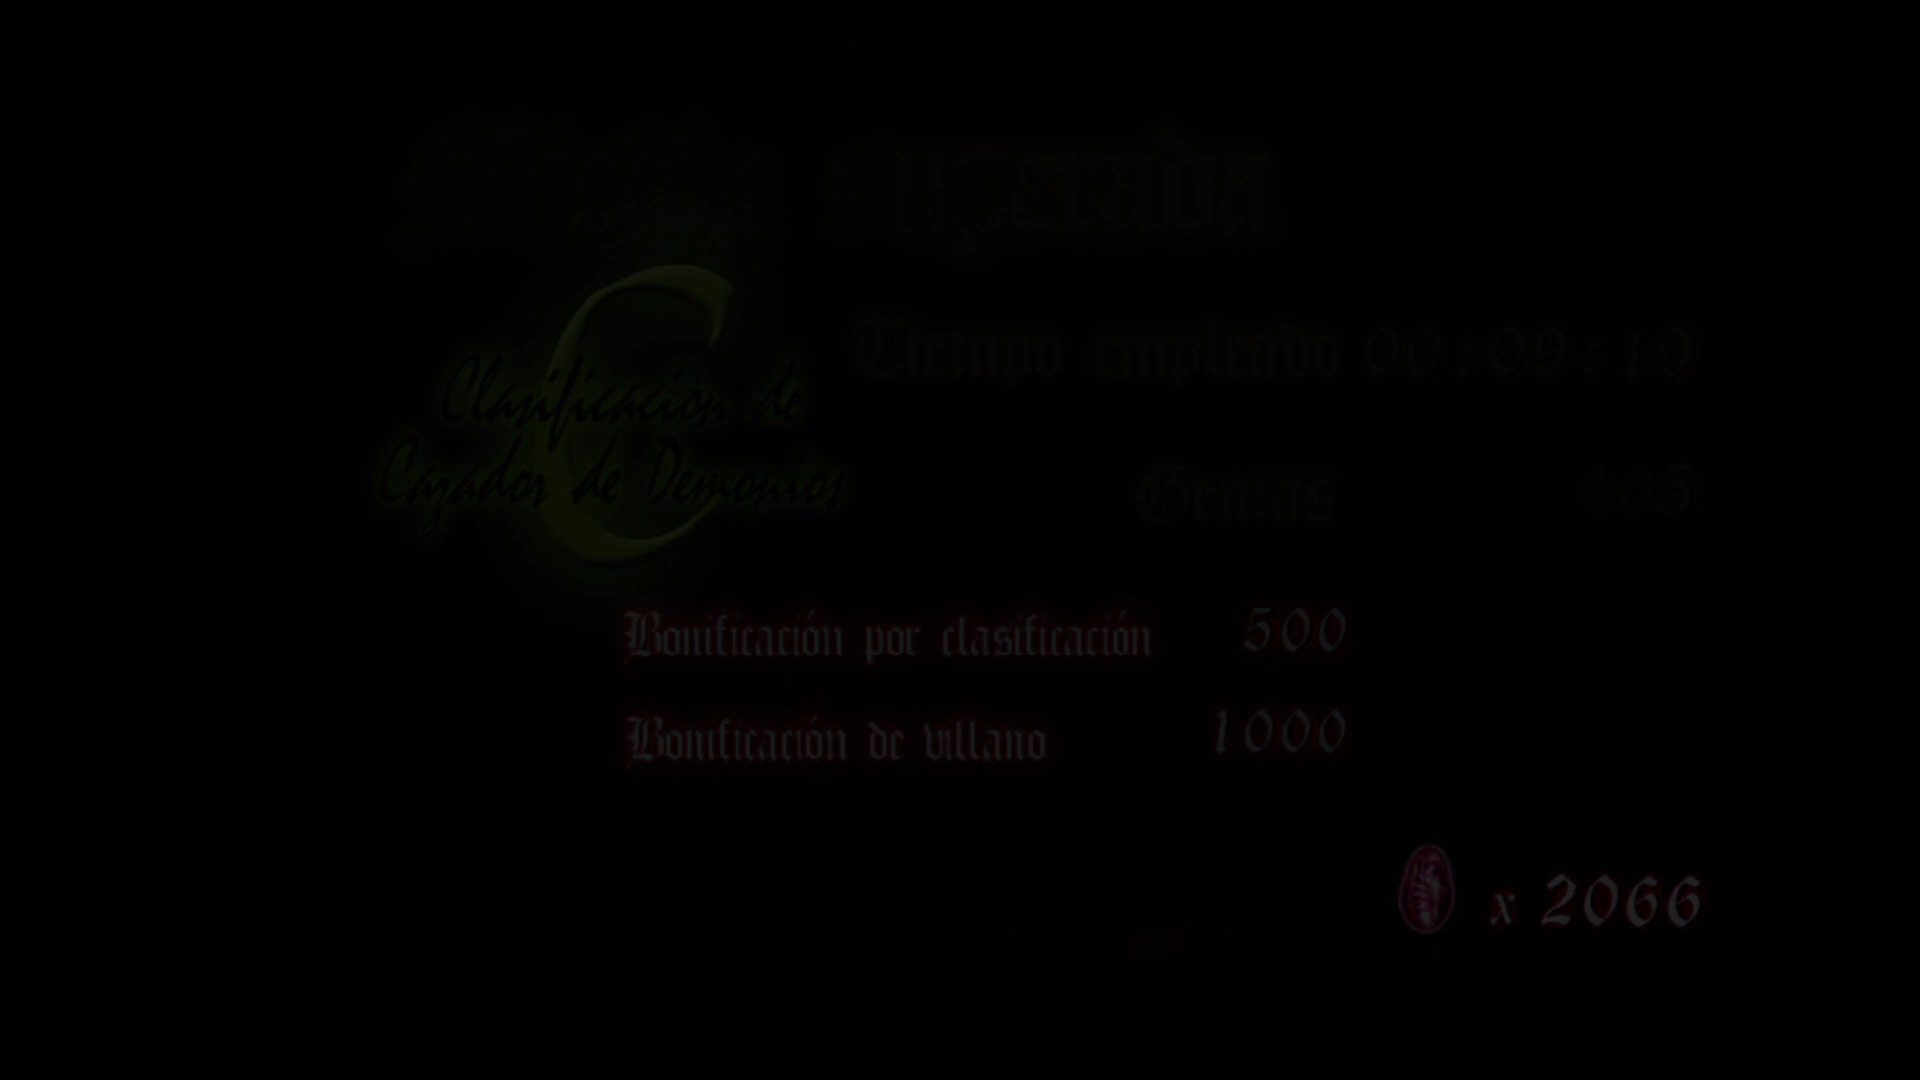 Misión superada
C
Tiempo empleado 00:09:19
Clasificación de
Cazador de Demonios
Gemas 405
Bonificación por clasificación 500
Bonificación de villano 1000
x 2066